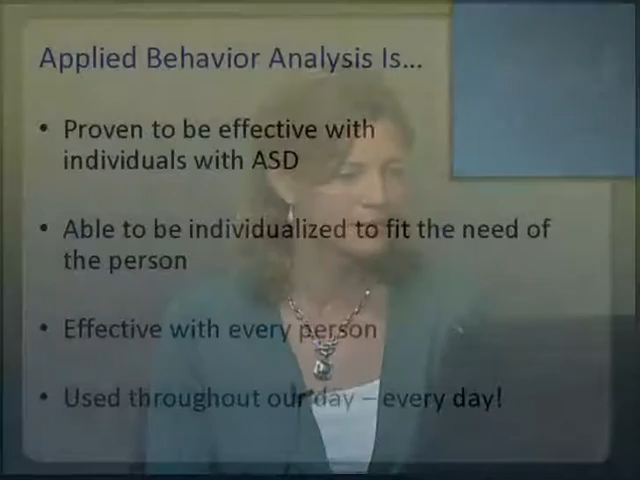 Applied Behavior Analysis Is...
• Proven to be effective with
individuals with ASD
• Able to be individualized to fit the need of
the person
• Effective with every person
• Used throughout our day – every day!